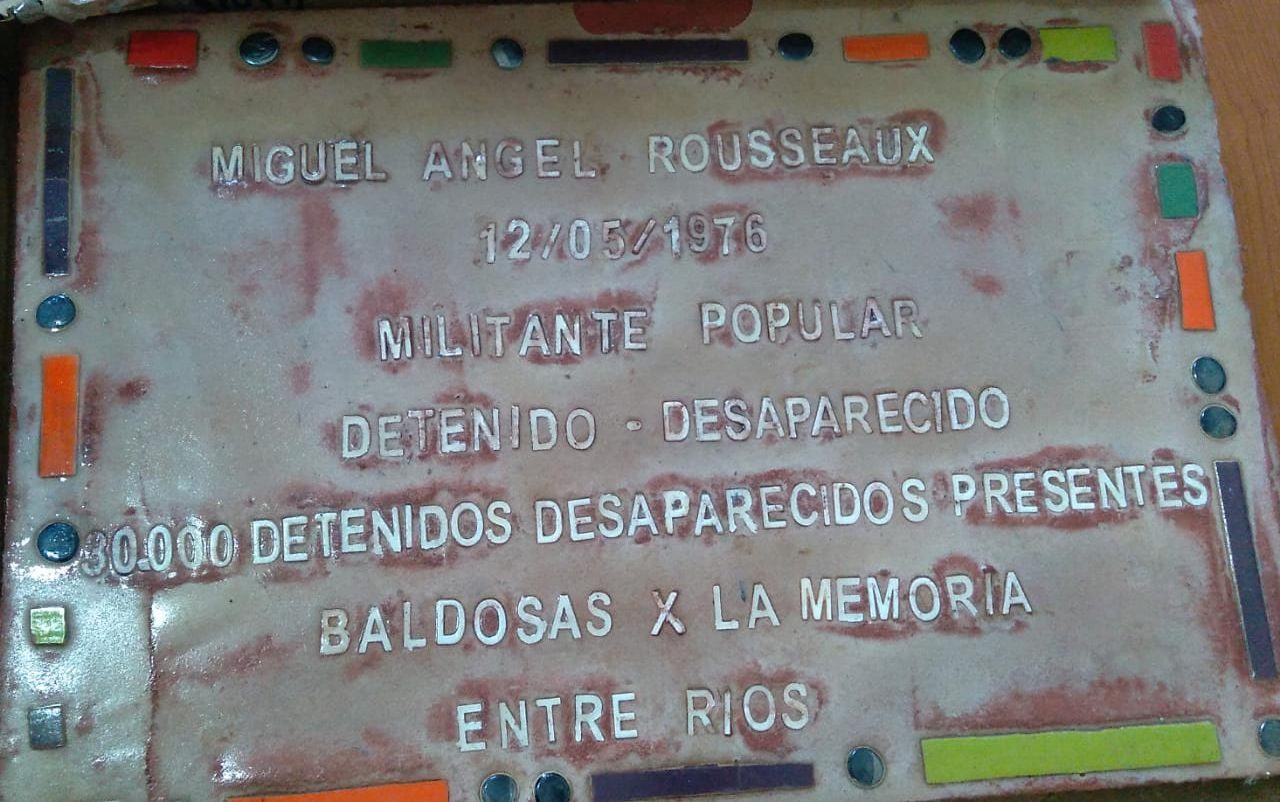 MIGUEL ANGEL ROUSSEAUX
12/05/1976
MILITANTE POPULAR
DETENIDO - DESAPARECIDO
30.000 DETENIDOS DESAPARECIDOS PRESENTES
BALDOSAS X LA MEMORIA
ENTRE RIOS